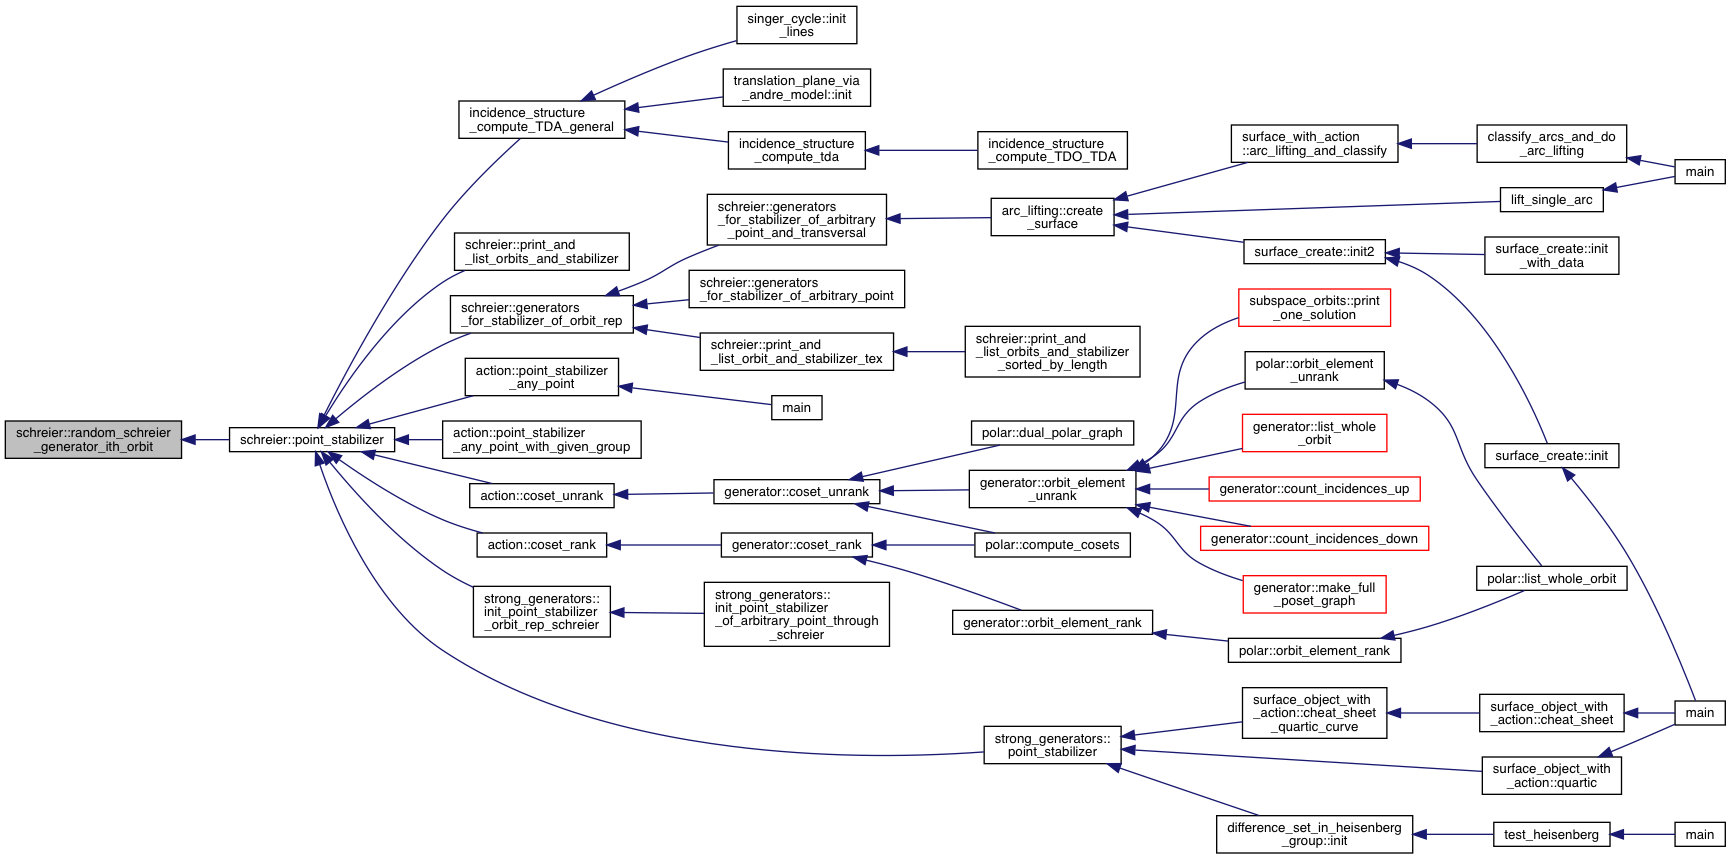 singer_cycle::init
_lines
translation_plane_via
_andre_model::init
incidence_structure
_compute_TDA_general
incidence_structure
_compute_tda
incidence_structure
_compute_TDO_TDA
surface_with_action
::arc_lifting_and_classify
classify_arcs_and_do
_arc_lifting
main
lift_single_arc
schreier::generators
_for_stabilizer_of_arbitrary
_point_and_transversal
arc_lifting::create
_surface
schreier::print_and
_list_orbits_and_stabilizer
surface_create::init2
surface_create::init
_with_data
schreier::generators
_for_stabilizer_of_arbitrary_point
schreier::generators
_for_stabilizer_of_orbit_rep
subspace_orbits::print
_one_solution
schreier::print_and
_list_orbit_and_stabilizer_tex
schreier::print_and
_list_orbits_and_stabilizer
_sorted_by_length
action::point_stabilizer
_any_point
polar::orbit_element
_unrank
main
schreier::random_schreier
_generator_ith_orbit
schreier::point_stabilizer
action::point_stabilizer
_any_point_with_given_group
polar::dual_polar_graph
generator::list_whole
_orbit
surface_create::init
action::coset_unrank
generator::coset_unrank
generator::orbit_element
_unrank
generator::count_incidences_up
action::coset_rank
generator::coset_rank
polar::compute_cosets
generator::count_incidences_down
polar::list_whole_orbit
strong_generators::
init_point_stabilizer
_orbit_rep_schreier
strong_generators::
init_point_stabilizer
_of_arbitrary_point_through
_schreier
generator::make_full
_poset_graph
generator::orbit_element_rank
polar::orbit_element_rank
surface_object_with
_action::cheat_sheet
_quartic_curve
surface_object_with
_action::cheat_sheet
main
strong_generators::
point_stabilizer
surface_object_with
_action::quartic
difference_set_in_heisenberg
_group::init
test_heisenberg
main